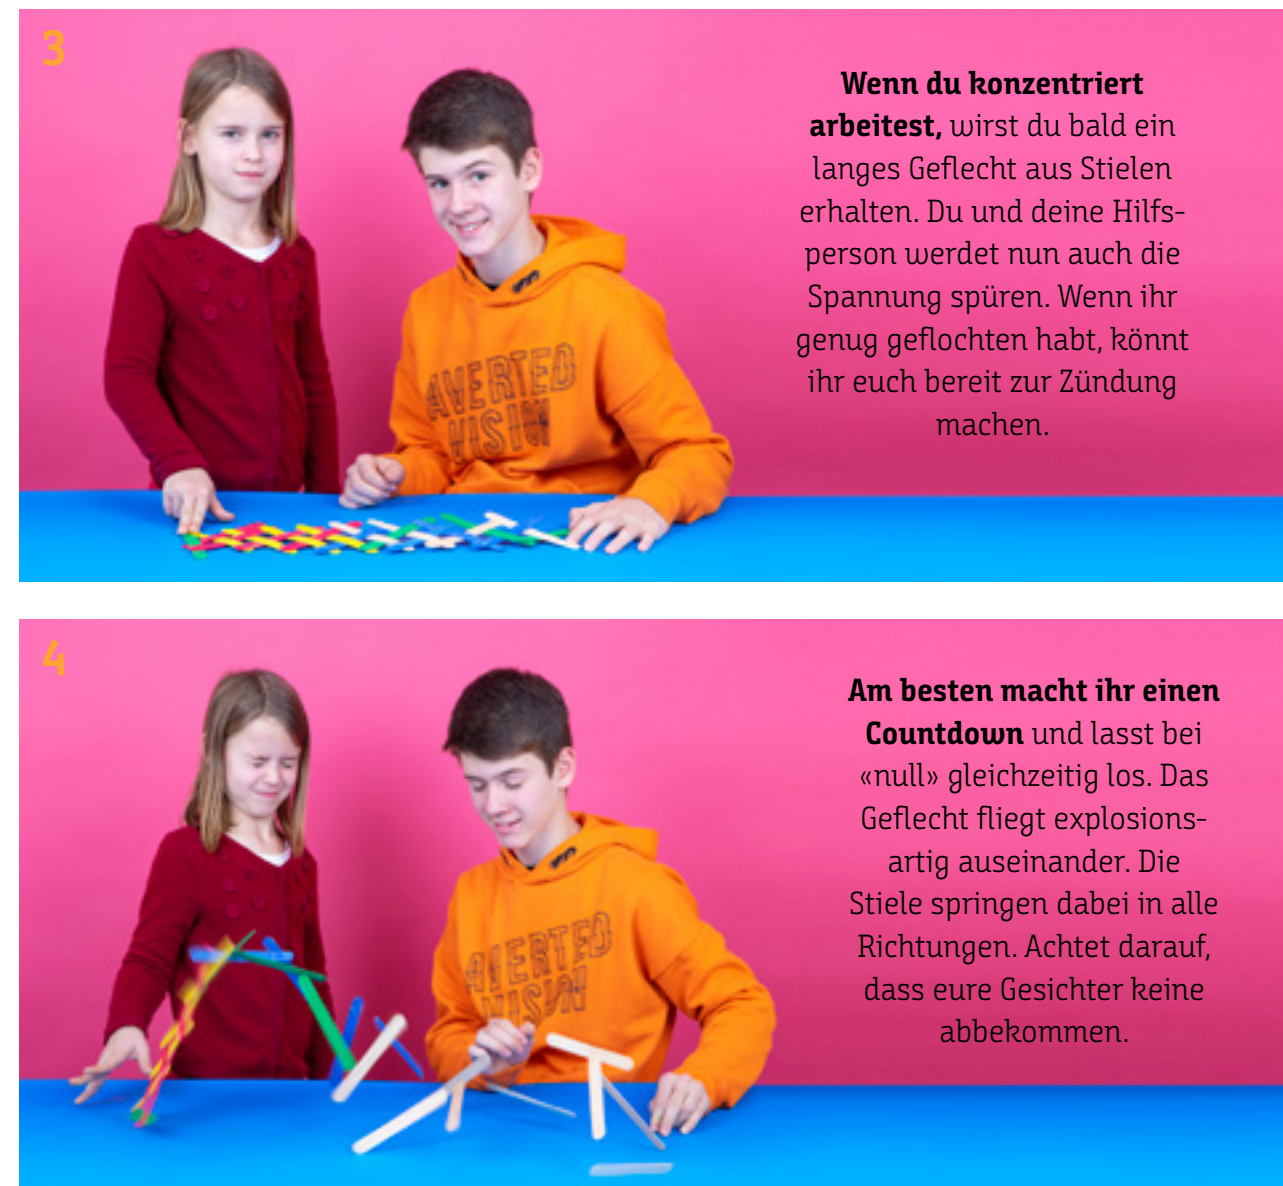 3
Wenn du konzentriert
arbeitest, wirst du bald ein
langes Geflecht aus Stielen
erhalten. Du und deine Hilfs-
person werdet nun auch die
Spannung spüren. Wenn ihr
genug geflochten habt, könnt
ihr euch bereit zur Zündung
machen.
AVERTED
VISION
4
Am besten macht ihr einen
Countdown und lasst bei
«null» gleichzeitig los. Das
Geflecht fliegt explosions-
artig auseinander. Die
Stiele springen dabei in alle
Richtungen. Achtet darauf,
dass eure Gesichter keine
abbekommen.
AVERTED
VISION